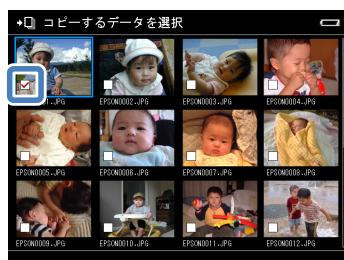 コピーするデータを選択
1.JPG EPSON0002.JPG EPSON0003.JPG EPSON0004.JPG
EPSON0005.JPG EPSON0006.JPG EPSON0007.JPG EPSON0008.JPG
EPSON0009.JPG EPSON0010.JPG EPSON0011.JPG EPSON0012.JPG